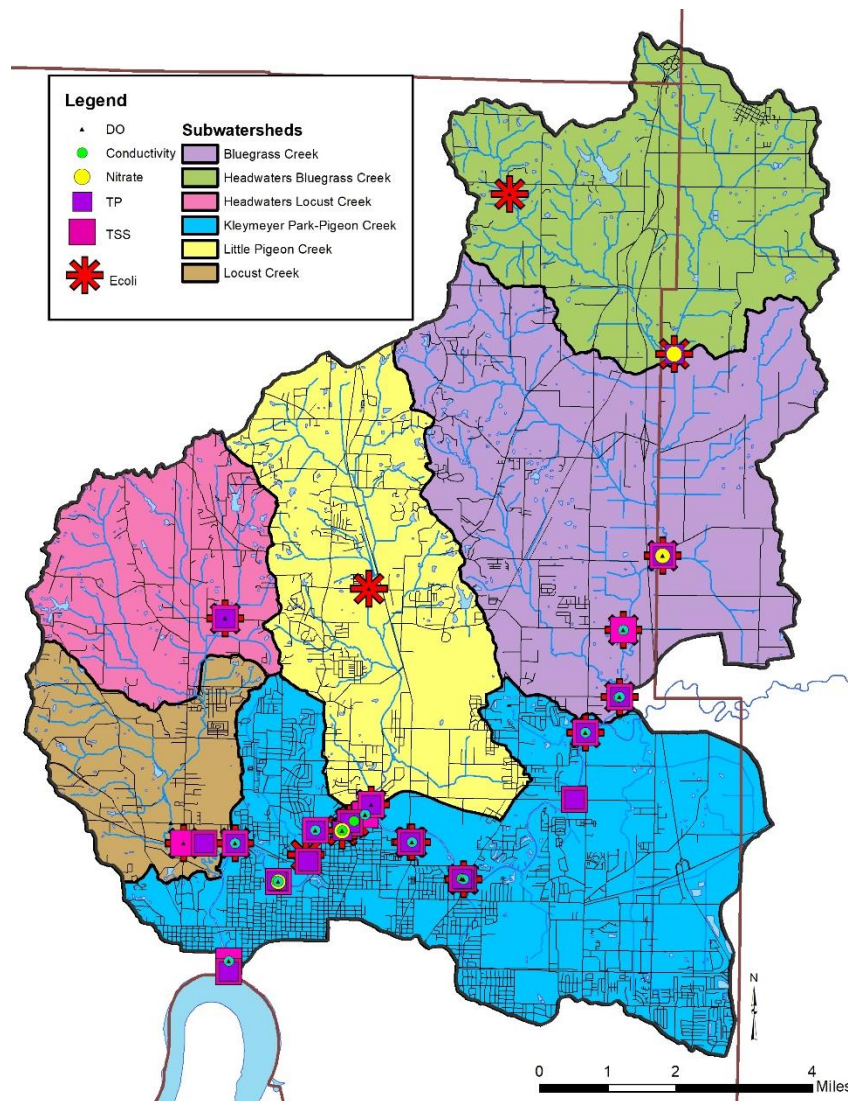 Legend
DO
Conductivity
Nitrate
TP
TSS
Ecoli
Subwatersheds
Bluegrass Creek
Headwaters Bluegrass Creek
Headwaters Locust Creek
Kleymeyer Park-Pigeon Creek
Little Pigeon Creek
Locust Creek
N
0 1 2 4
Miles